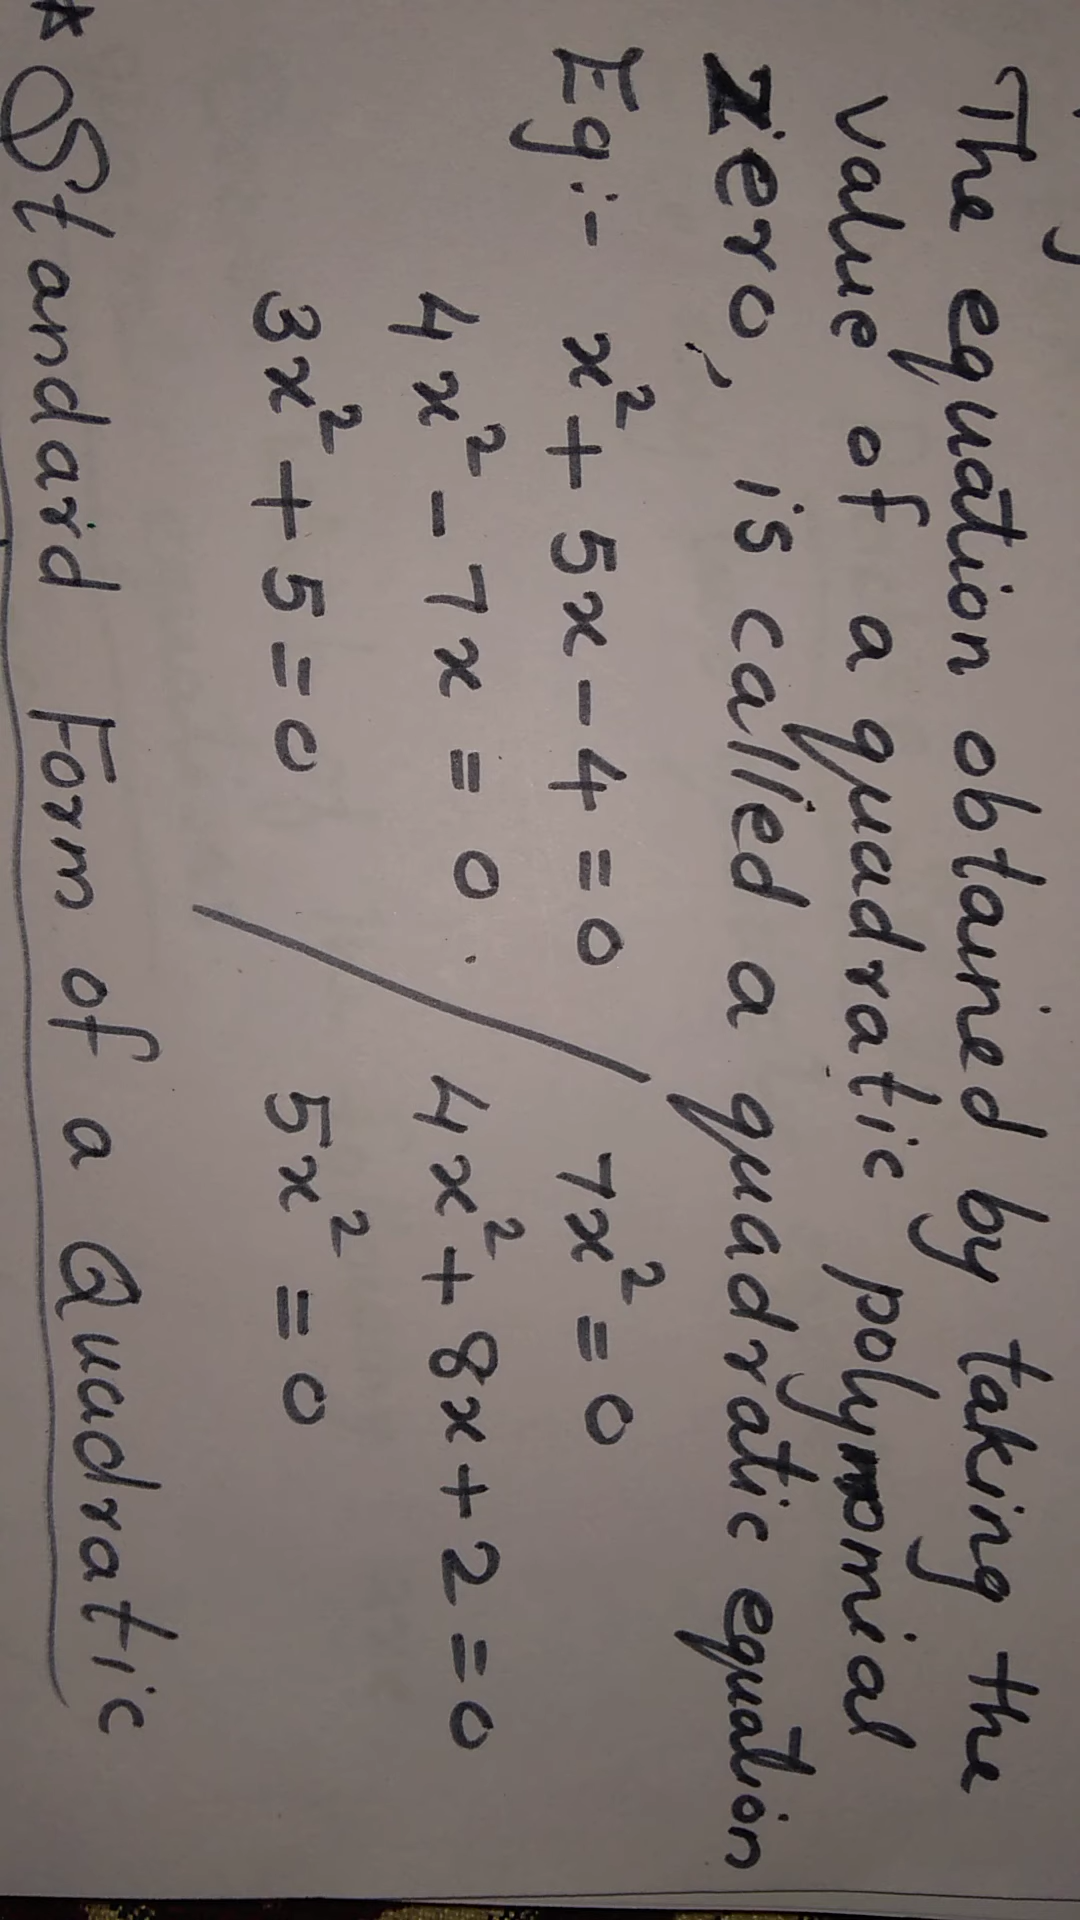 The equation obtained by taking the
value of a quadratic polynomial
zero, is called a quadratic equation
Eg:- x² + 5x - 4 = 0 7x² = 0
4x² - 7x = 0. 4x² + 8x + 2 = 0
3x² + 5 = 0 5x² = 0
* Standard Form of a Quadratic